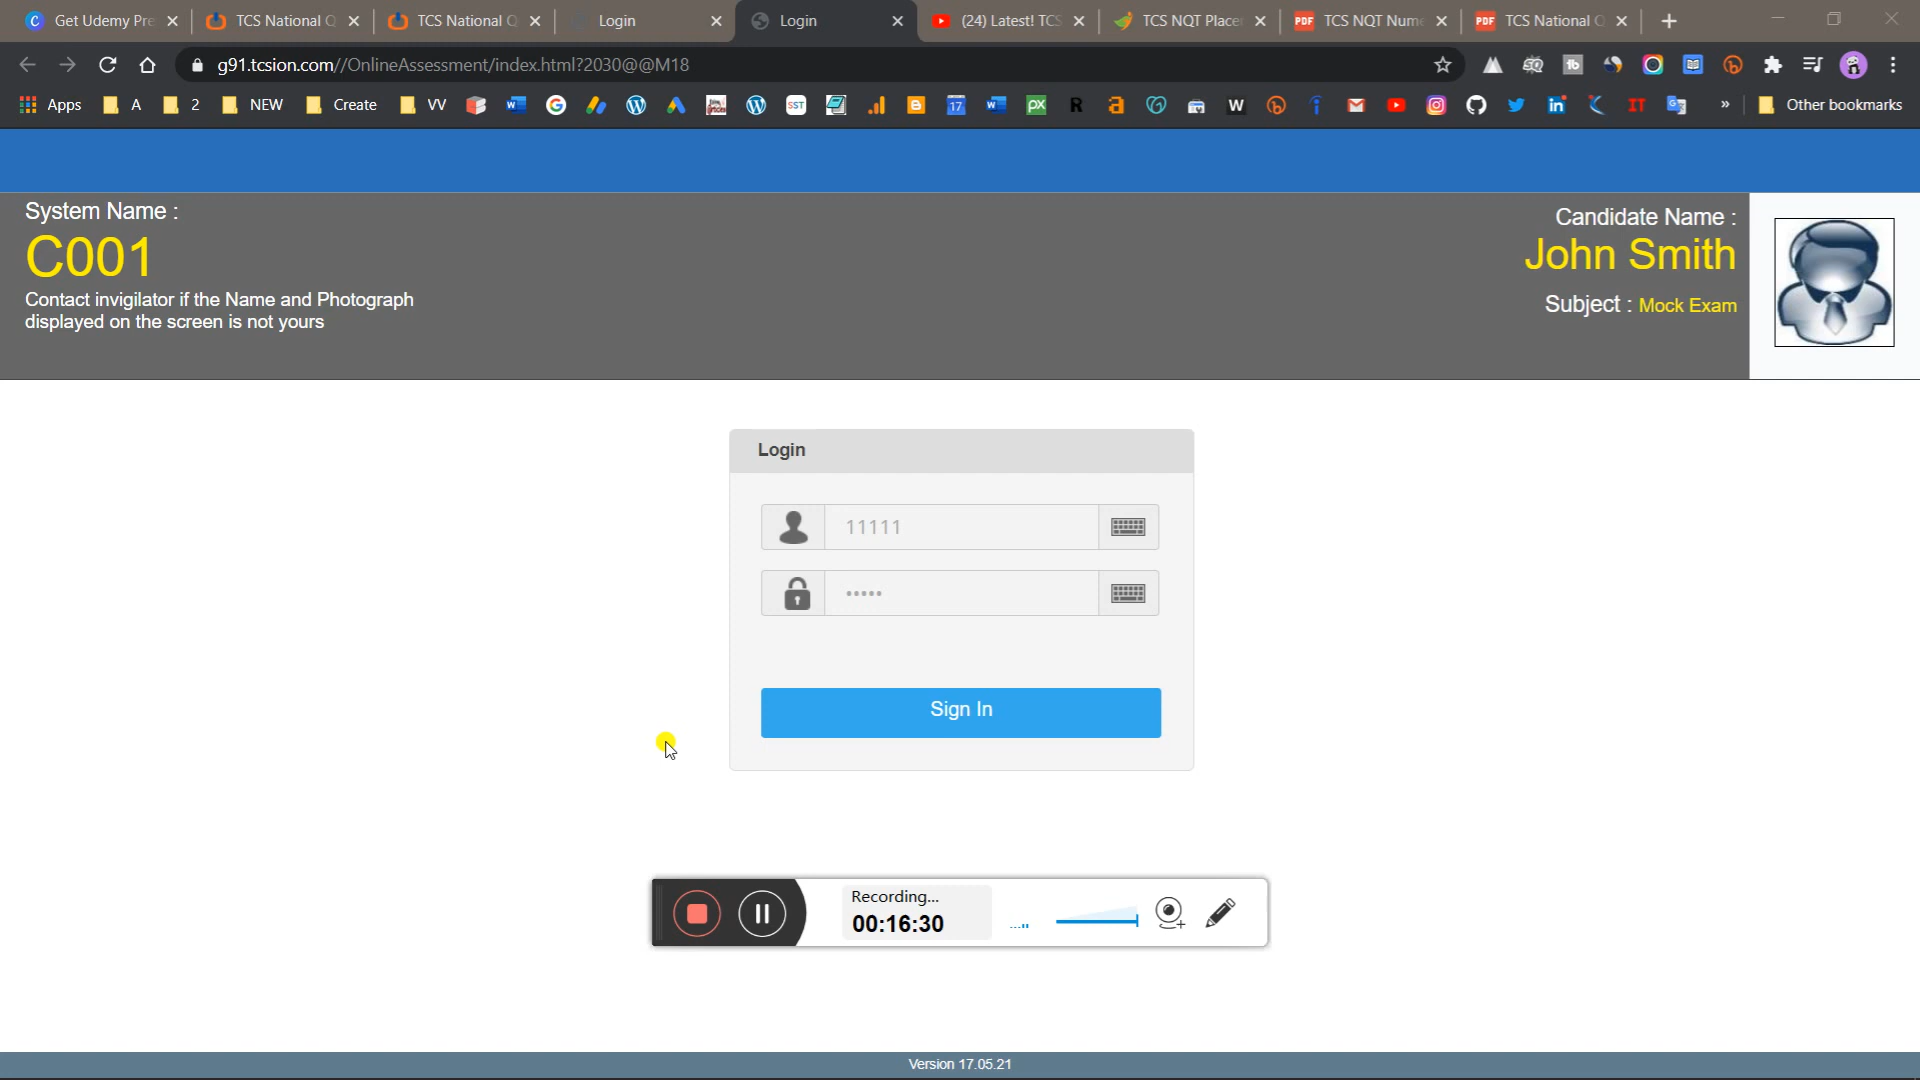 Get Udemy Pre
TCS National Q
TCS National Q
Login
Login
(24) Latest! TCS
TCS NQT Placem
TCS NQT Nume
TCS National Q
g91.tcsion.com//OnlineAssessment/index.html?2030@@M18
Apps A 2 NEW Create VV Other bookmarks
System Name :
C001
Contact invigilator if the Name and Photograph
displayed on the screen is not yours
Candidate Name :
John Smith
Subject : Mock Exam
Login
11111
•••••
Sign In
Recording...
00:16:30
Version 17.05.21